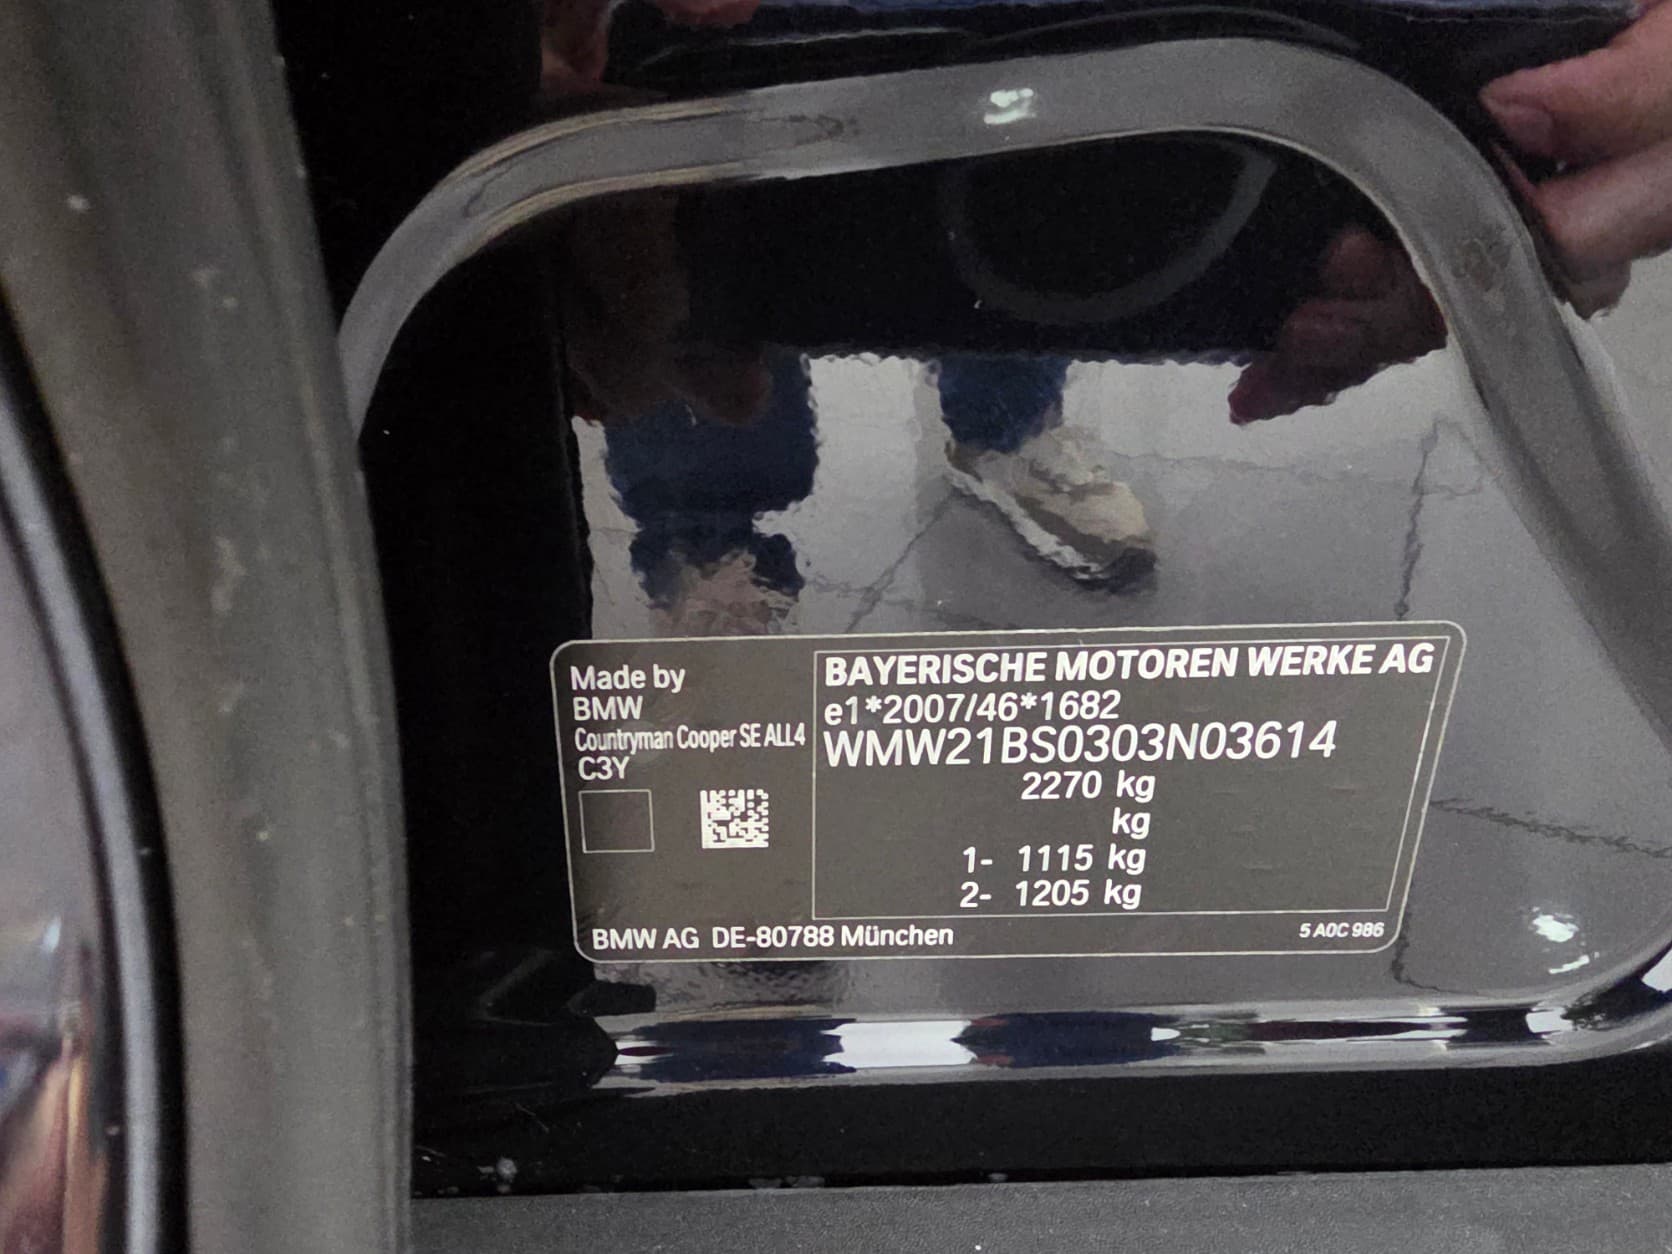 Made by
BMW
Countryman Cooper SE ALL4
C3Y
BAYERISCHE MOTOREN WERKE AG
e1*2007/46*1682
WMW21BS0303N03614
2270 kg
kg
1- 1115 kg
2- 1205 kg
BMW AG DE-80788 München
5 A0C 986